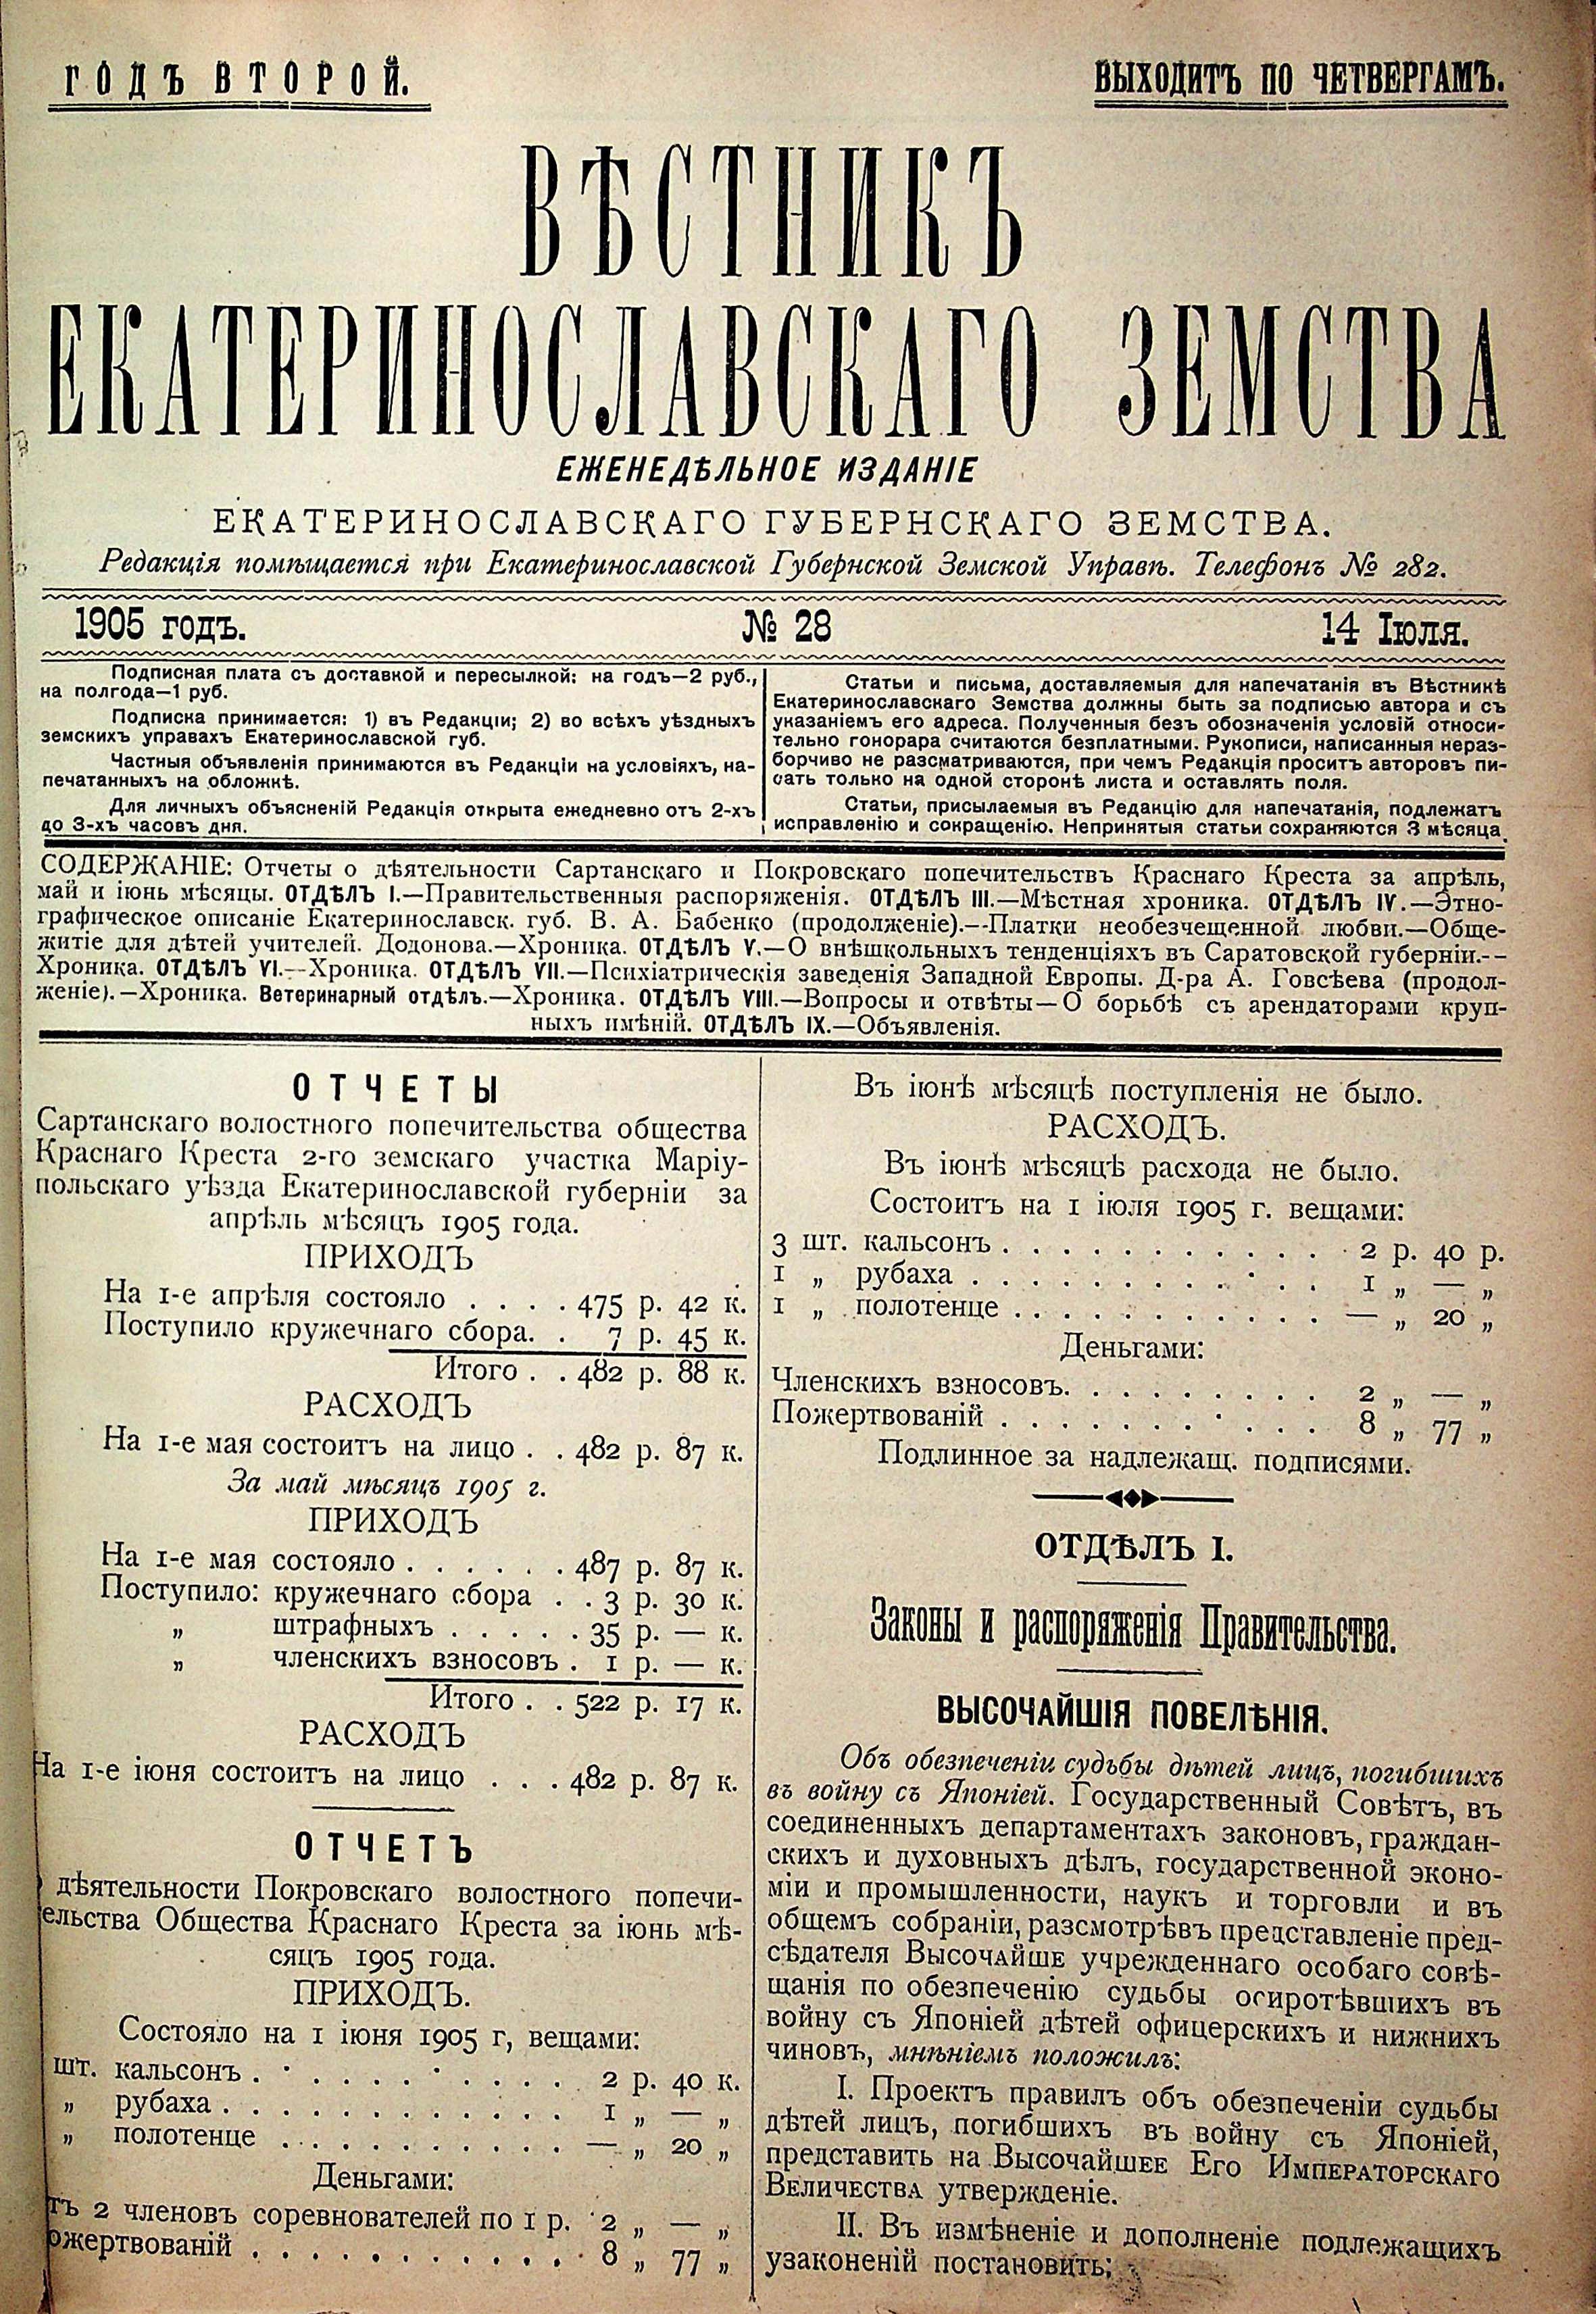 ГОДЪ ВТОРОЙ.
ВЫХОДИТЪ ПО ЧЕТВЕРГАМЪ.
ВѢСТНИКЪ
ЕКАТЕРИНОСЛАВСКАГО ЗЕМСТВА
ЕЖЕНЕДѢЛЬНОЕ ИЗДАНІЕ
ЕКАТЕРИНОСЛАВСКАГО ГУБЕРНСКАГО ЗЕМСТВА.
Редакція помѣщается при Екатеринославской Губернской Земской Управѣ. Телефонъ № 282.
1905 годъ. № 28 14 Іюля.
Подписная плата съ доставкой и пересылкой: на годъ—2 руб.,
на полгода—1 руб.
Подписка принимается: 1) въ Редакціи; 2) во всѣхъ уѣздныхъ
земскихъ управахъ Екатеринославской губ.
Частныя объявленія принимаются въ Редакціи на условіяхъ, на-
печатанныхъ на обложкѣ.
Для личныхъ объясненій Редакція открыта ежедневно отъ 2-хъ
до 3-хъ часовъ дня.
Статьи и письма, доставляемыя для напечатанія въ Вѣстникѣ
Екатеринославскаго Земства должны быть за подписью автора и съ
указаніемъ его адреса. Полученныя безъ обозначенія условій относи-
тельно гонорара считаются безплатными. Рукописи, написанныя нераз-
борчиво не разсматриваются, при чемъ Редакція проситъ авторовъ пи-
сать только на одной сторонѣ листа и оставлять поля.
Статьи, присылаемыя въ Редакцію для напечатанія, подлежатъ
исправленію и сокращенію. Непринятыя статьи сохраняются 3 мѣсяца.
СОДЕРЖАНІЕ: Отчеты о дѣятельности Сартанскаго и Покровскаго попечительствъ Краснаго Креста за апрѣль,
май и іюнь мѣсяцы. ОТДѢЛЪ I.—Правительственныя распоряженія. ОТДѢЛЪ III.—Мѣстная хроника. ОТДѢЛЪ IV.—Этно-
графическое описаніе Екатеринославск. губ. В. А. Бабенко (продолженіе).--Платки необезчещенной любви.—Обще-
житіе для дѣтей учителей. Додонова.—Хроника. ОТДѢЛЪ V.—О внѣшкольныхъ тенденціяхъ въ Саратовской губерніи.--
Хроника. ОТДѢЛЪ VI.—Хроника. ОТДѢЛЪ VII.—Психіатрическія заведенія Западной Европы. Д-ра А. Говсѣева (продол-
женіе).—Хроника. Ветеринарный отдѣлъ.—Хроника. ОТДѢЛЪ VIII.—Вопросы и отвѣты—О борьбѣ съ арендаторами круп-
ныхъ имѣній. ОТДѢЛЪ IX.—Объявленія.
ОТЧЕТЫ
Сартанскаго волостного попечительства общества
Краснаго Креста 2-го земскаго участка Маріу-
польскаго уѣзда Екатеринославской губерніи за
апрѣль мѣсяцъ 1905 года.
ПРИХОДЪ
На 1-е апрѣля состояло . . . . 475 р. 42 к.
Поступило кружечнаго сбора. . 7 р. 45 к.
Итого . . 482 р. 88 к.
РАСХОДЪ
На 1-е мая состоитъ на лицо . . 482 р. 87 к.
За май мѣсяцъ 1905 г.
ПРИХОДЪ
На 1-е мая состояло . . . . . . 487 р. 87 к.
Поступило: кружечнаго сбора . . 3 р. 30 к.
„ штрафныхъ . . . . . 35 р. — к.
„ членскихъ взносовъ . 1 р. — к.
Итого . . 522 р. 17 к.
РАСХОДЪ
На 1-е іюня состоитъ на лицо . . . 482 р. 87 к.
ОТЧЕТЪ
дѣятельности Покровскаго волостного попечи-
ельства Общества Краснаго Креста за іюнь мѣ-
сяцъ 1905 года.
ПРИХОДЪ.
Состояло на 1 іюня 1905 г, вещами:
шт. кальсонъ . . . . . . . . . . . 2 р. 40 к.
„ рубаха . . . . . . . . . . . . 1 „ — „
„ полотенце . . . . . . . . . . — „ 20 „
Деньгами:
тъ 2 членовъ соревнователей по 1 р. 2 „ — „
ожертвованій . . . . . . . . . . . 8 „ 77 „
Въ іюнѣ мѣсяцѣ поступленія не было.
РАСХОДЪ.
Въ іюнѣ мѣсяцѣ расхода не было.
Состоитъ на 1 іюля 1905 г. вещами:
3 шт. кальсонъ . . . . . . . . . . . . 2 р. 40 р.
1 „ рубаха . . . . . . . . . . . . . 1 „ — „
1 „ полотенце . . . . . . . . . . . — „ 20 „
Деньгами:
Членскихъ взносовъ. . . . . . . . . . 2 „ — „
Пожертвованій . . . . . . . . . . . . 8 „ 77 „
Подлинное за надлежащ. подписями.
ОТДѢЛЪ I.
Законы и распоряженія Правительства.
ВЫСОЧАЙШІЯ ПОВЕЛѢНІЯ.
Объ обезпеченіи судьбы дѣтей лицъ, погибшихъ
въ войну съ Японіей. Государственный Совѣтъ, въ
соединенныхъ департаментахъ законовъ, граждан-
скихъ и духовныхъ дѣлъ, государственной эконо-
міи и промышленности, наукъ и торговли и въ
общемъ собраніи, разсмотрѣвъ представленіе пред-
сѣдателя Высочайше учрежденнаго особаго совѣ-
щанія по обезпеченію судьбы осиротѣвшихъ въ
войну съ Японіей дѣтей офицерскихъ и нижнихъ
чиновъ, мнѣніемъ положилъ:
I. Проектъ правилъ объ обезпеченіи судьбы
дѣтей лицъ, погибшихъ въ войну съ Японіей,
представить на Высочайшее Его Императорскаго
Величества утвержденіе.
II. Въ измѣненіе и дополненіе подлежащихъ
узаконеній постановить: